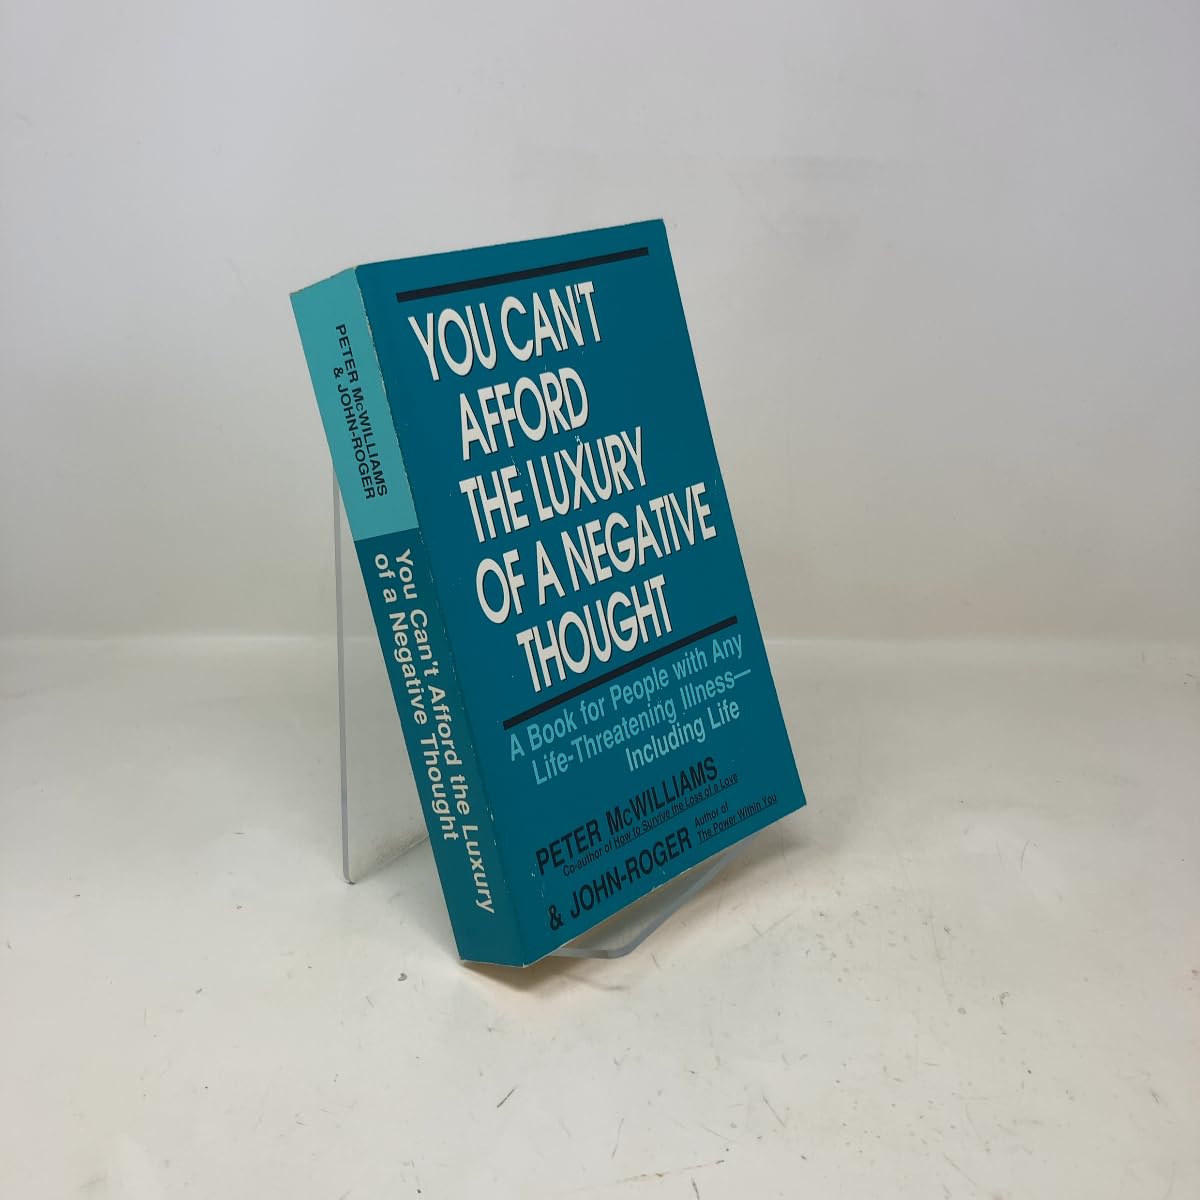 PETER McWILLIAMS
& JOHN-ROGER
You Can't Afford the Luxury
of a Negative Thought
YOU CAN'T
AFFORD
THE LUXURY
OF A NEGATIVE
THOUGHT
A Book for People with Any
Life-Threatening Illness—
Including Life
PETER McWILLIAMS
Co-author of How to Survive the Loss of a Love
& JOHN-ROGER Author of
The Power Within You